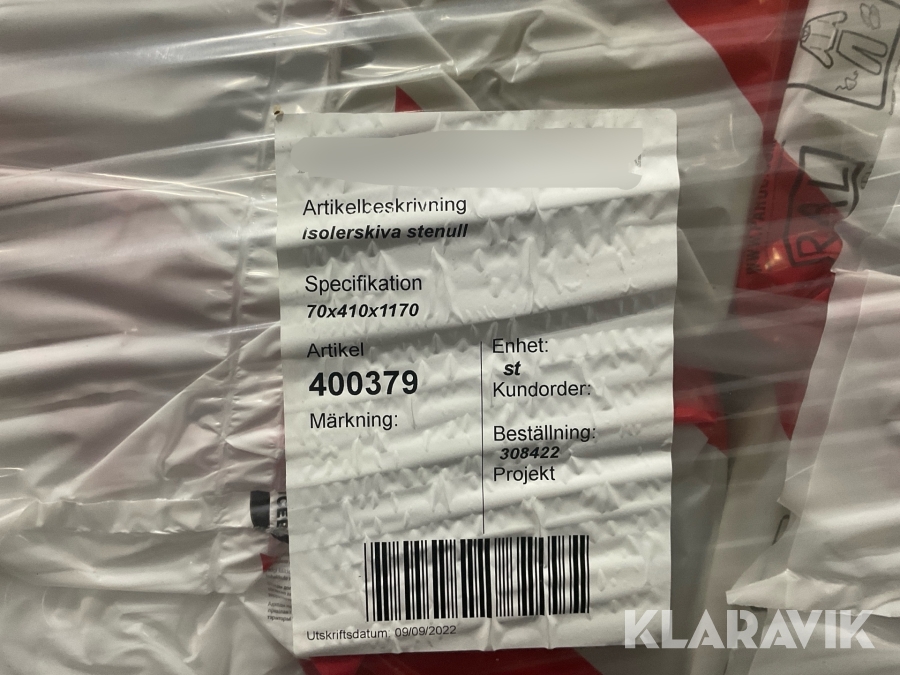 Artikelbeskrivning
Isolerskiva stenull
Specifikation
70x410x1170
Artikel
400379
Märkning:
Enhet:
st
Kundorder:
Beställning:
308422
Projekt
Utskriftsdatum, 09/09/2022
KLARAVIK